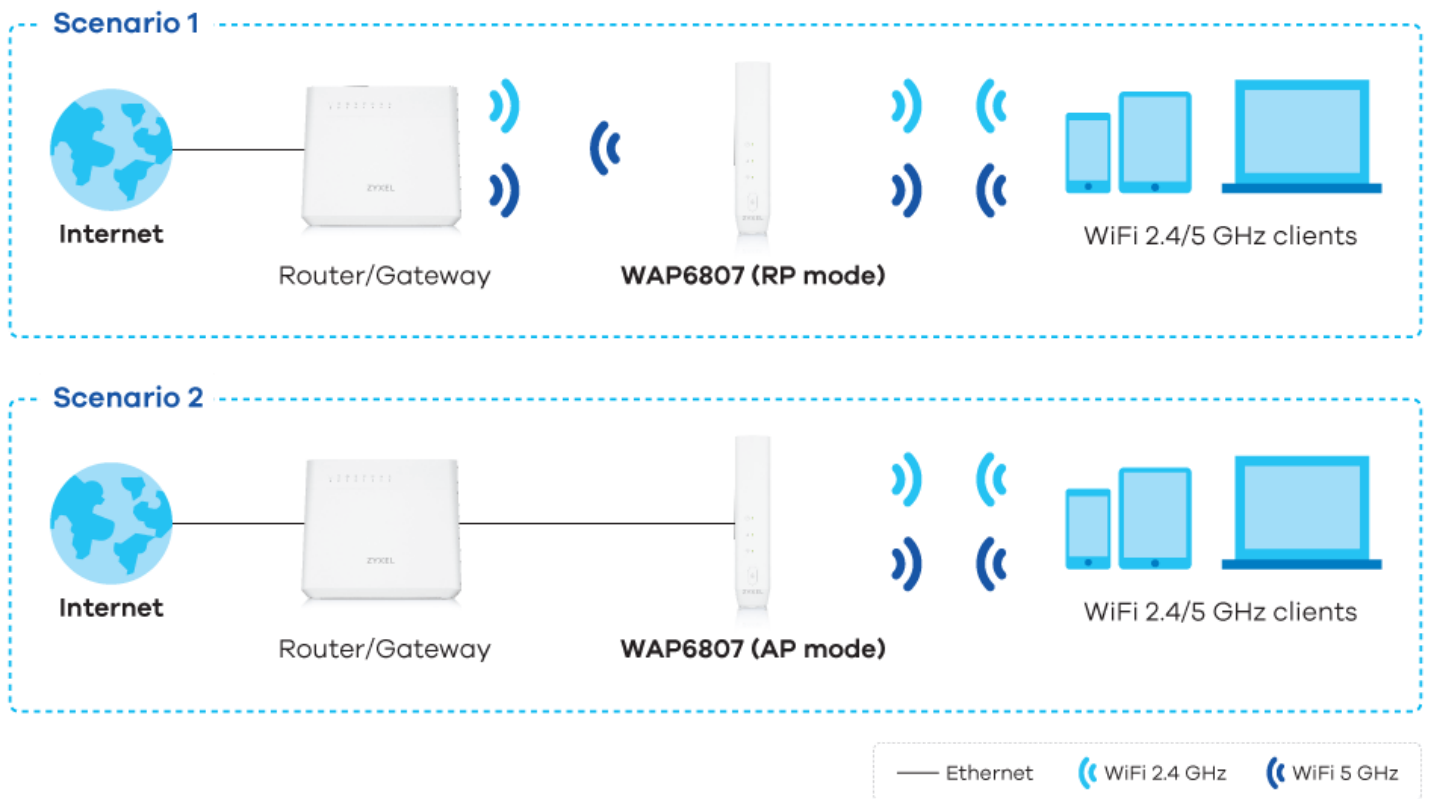 Scenario 1
ZYXEL
ZYXEL
Internet
Router/Gateway
WAP6807 (RP mode)
WiFi 2.4/5 GHz clients
Scenario 2
ZYXEL
ZYXEL
Internet
Router/Gateway
WAP6807 (AP mode)
WiFi 2.4/5 GHz clients
Ethernet
WiFi 2.4 GHz
WiFi 5 GHz